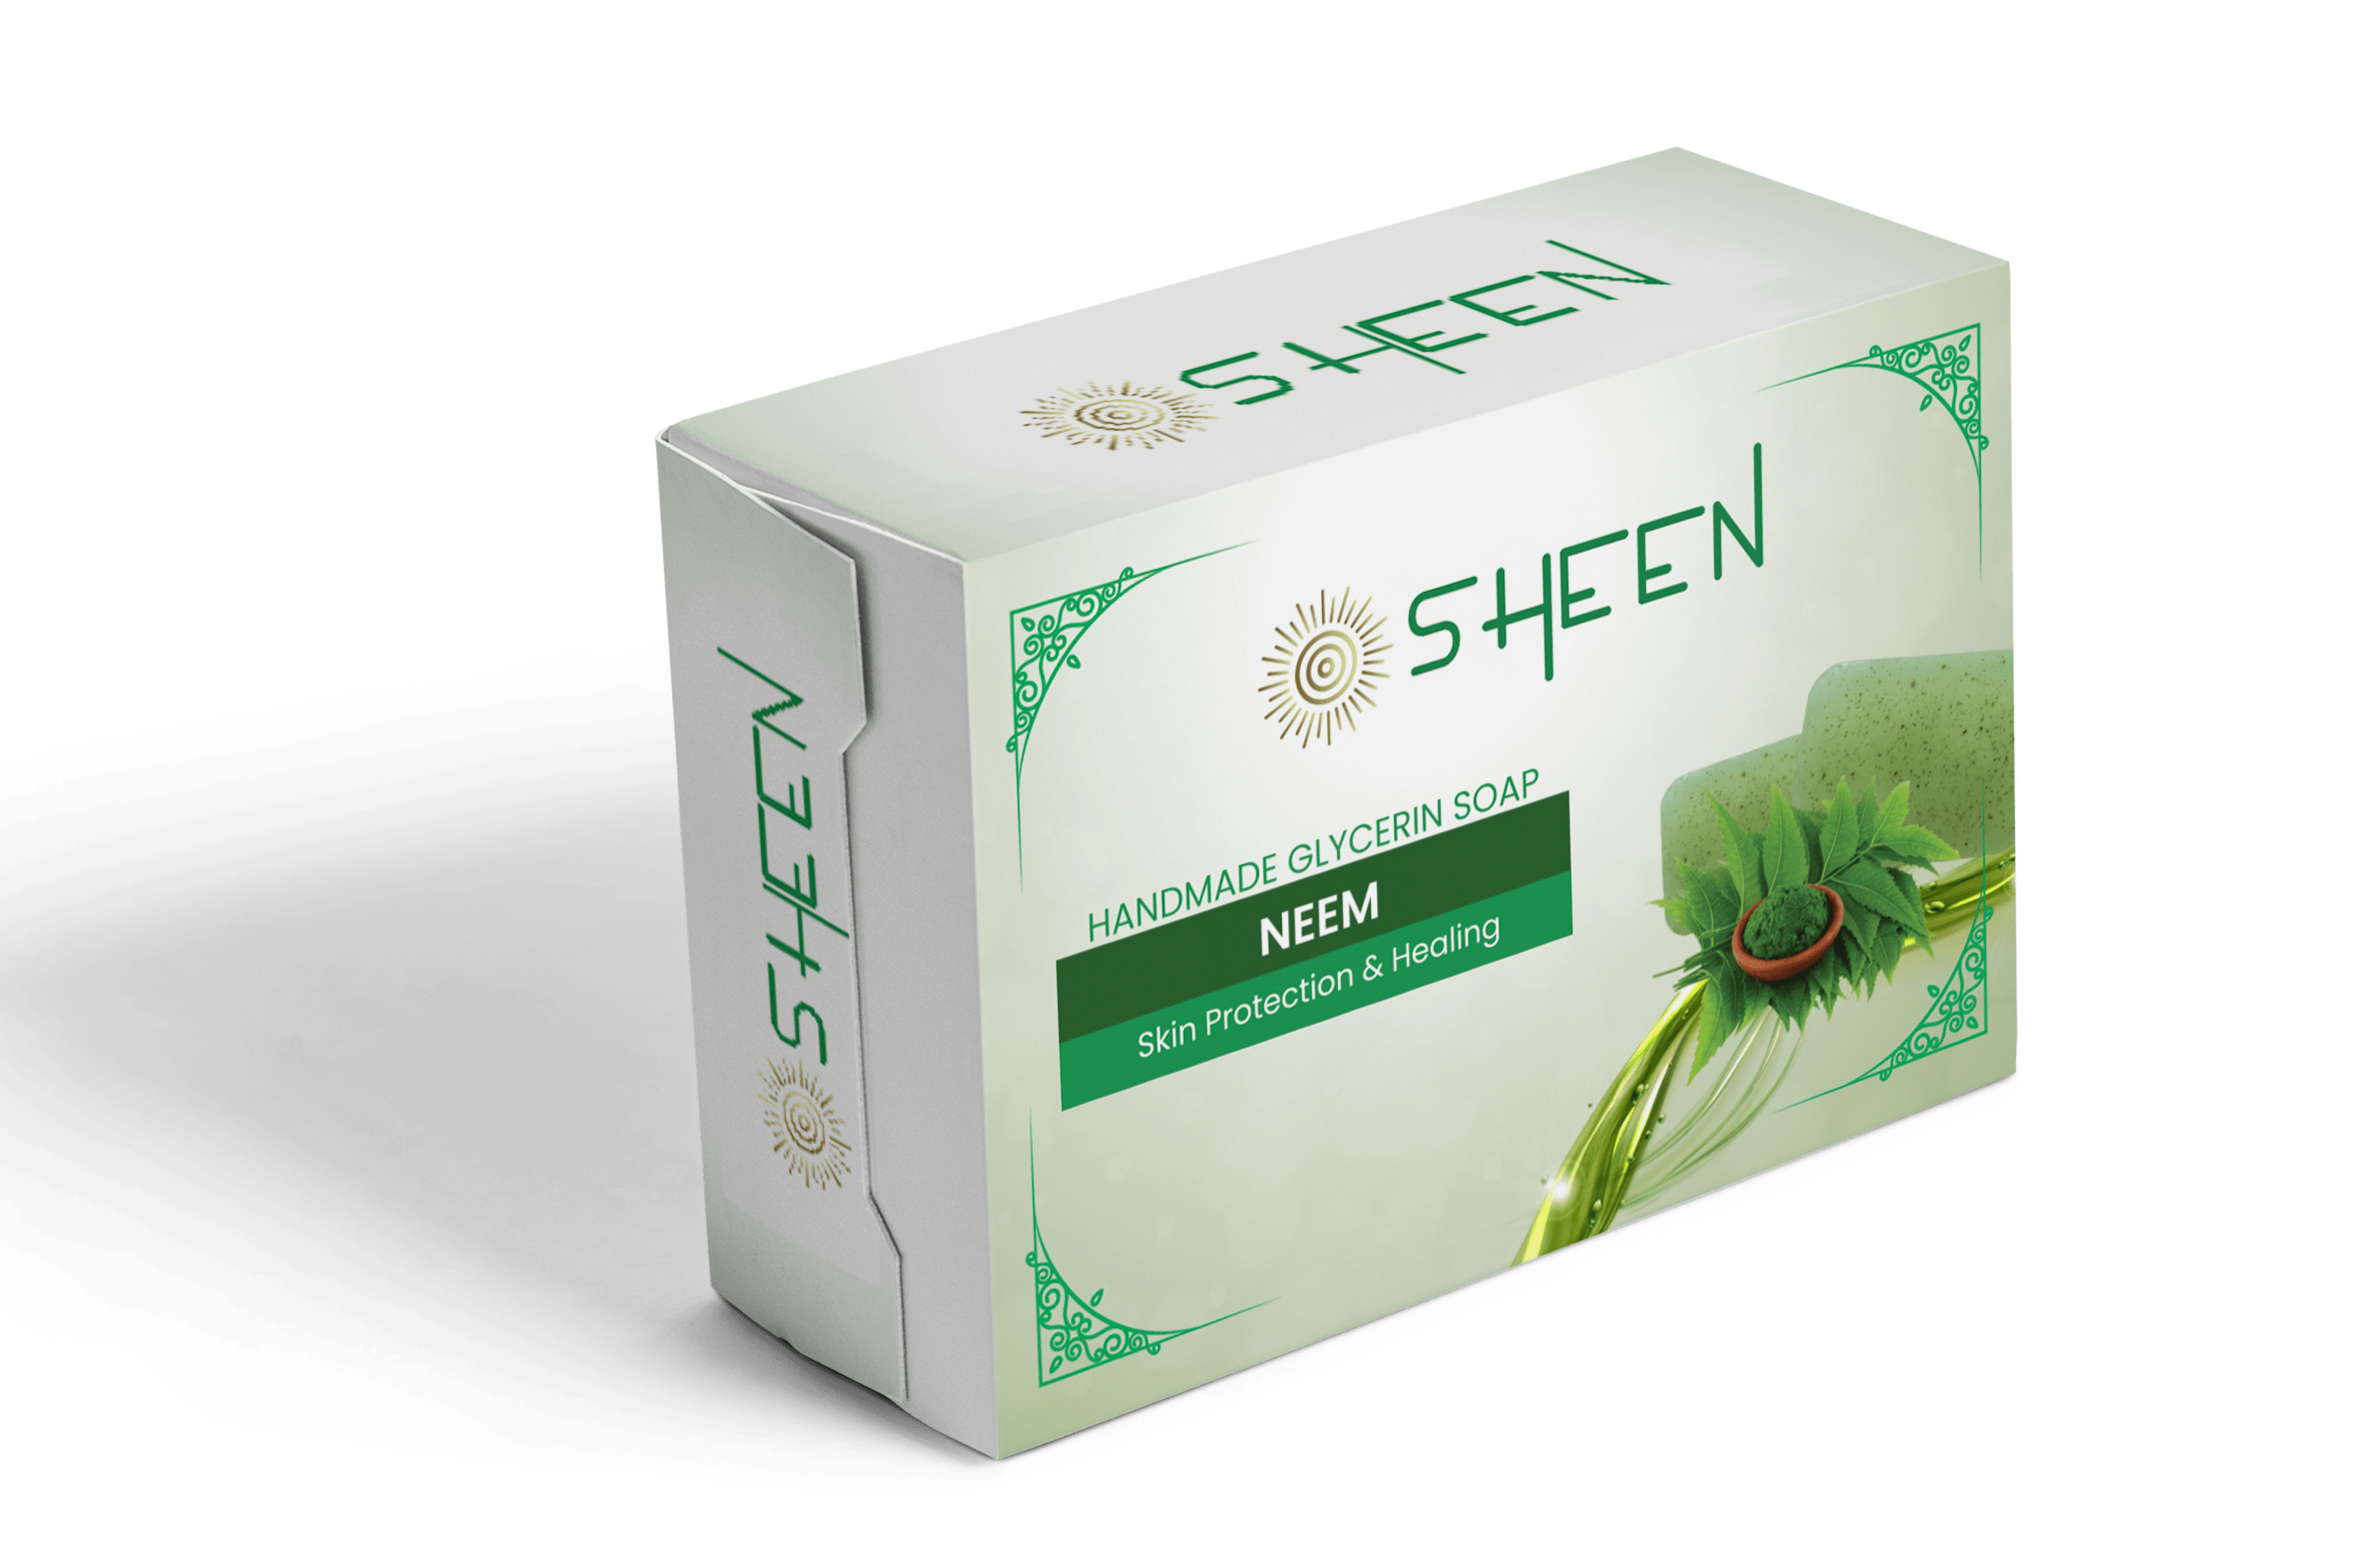 SHEEN
SHEEN
SHEEN
HANDMADE GLYCERIN SOAP
NEEM
Skin Protection & Healing